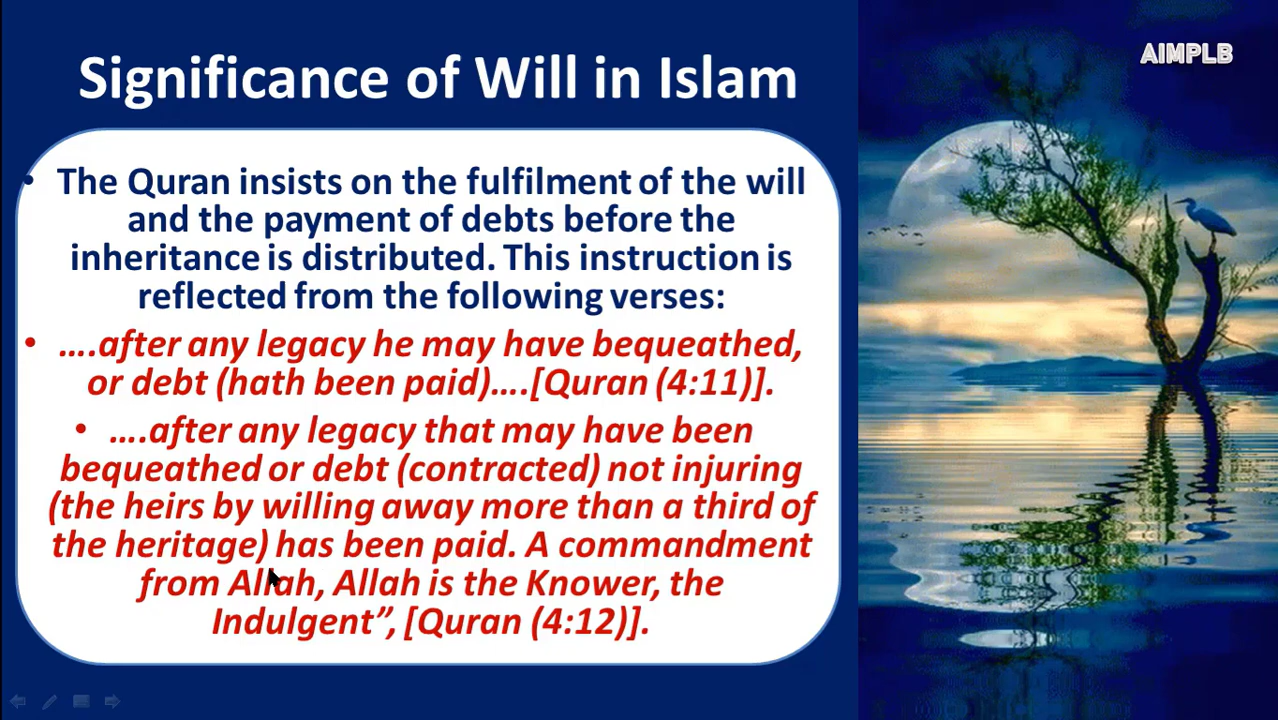 AIMPLB
Significance of Will in Islam
• The Quran insists on the fulfilment of the will
and the payment of debts before the
inheritance is distributed. This instruction is
reflected from the following verses:
• ....after any legacy he may have bequeathed,
or debt (hath been paid)....[Quran (4:11)].
• ....after any legacy that may have been
bequeathed or debt (contracted) not injuring
(the heirs by willing away more than a third of
the heritage) has been paid. A commandment
from Allah, Allah is the Knower, the
Indulgent”, [Quran (4:12)].